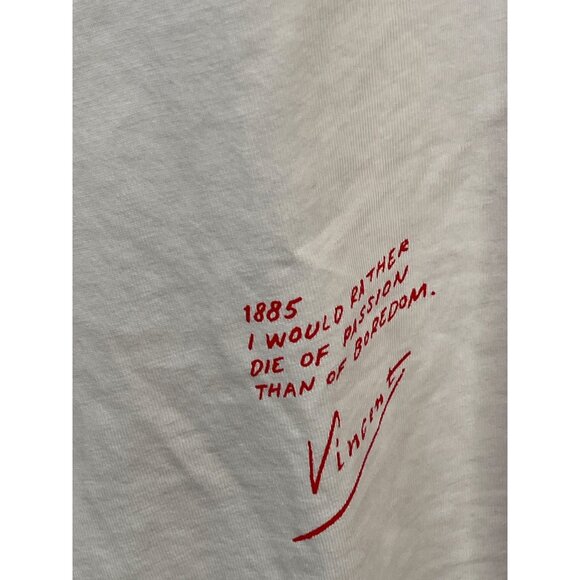 1885
I WOULD RATHER
DIE OF PASSION
THAN OF BOREDOM.
Vincent